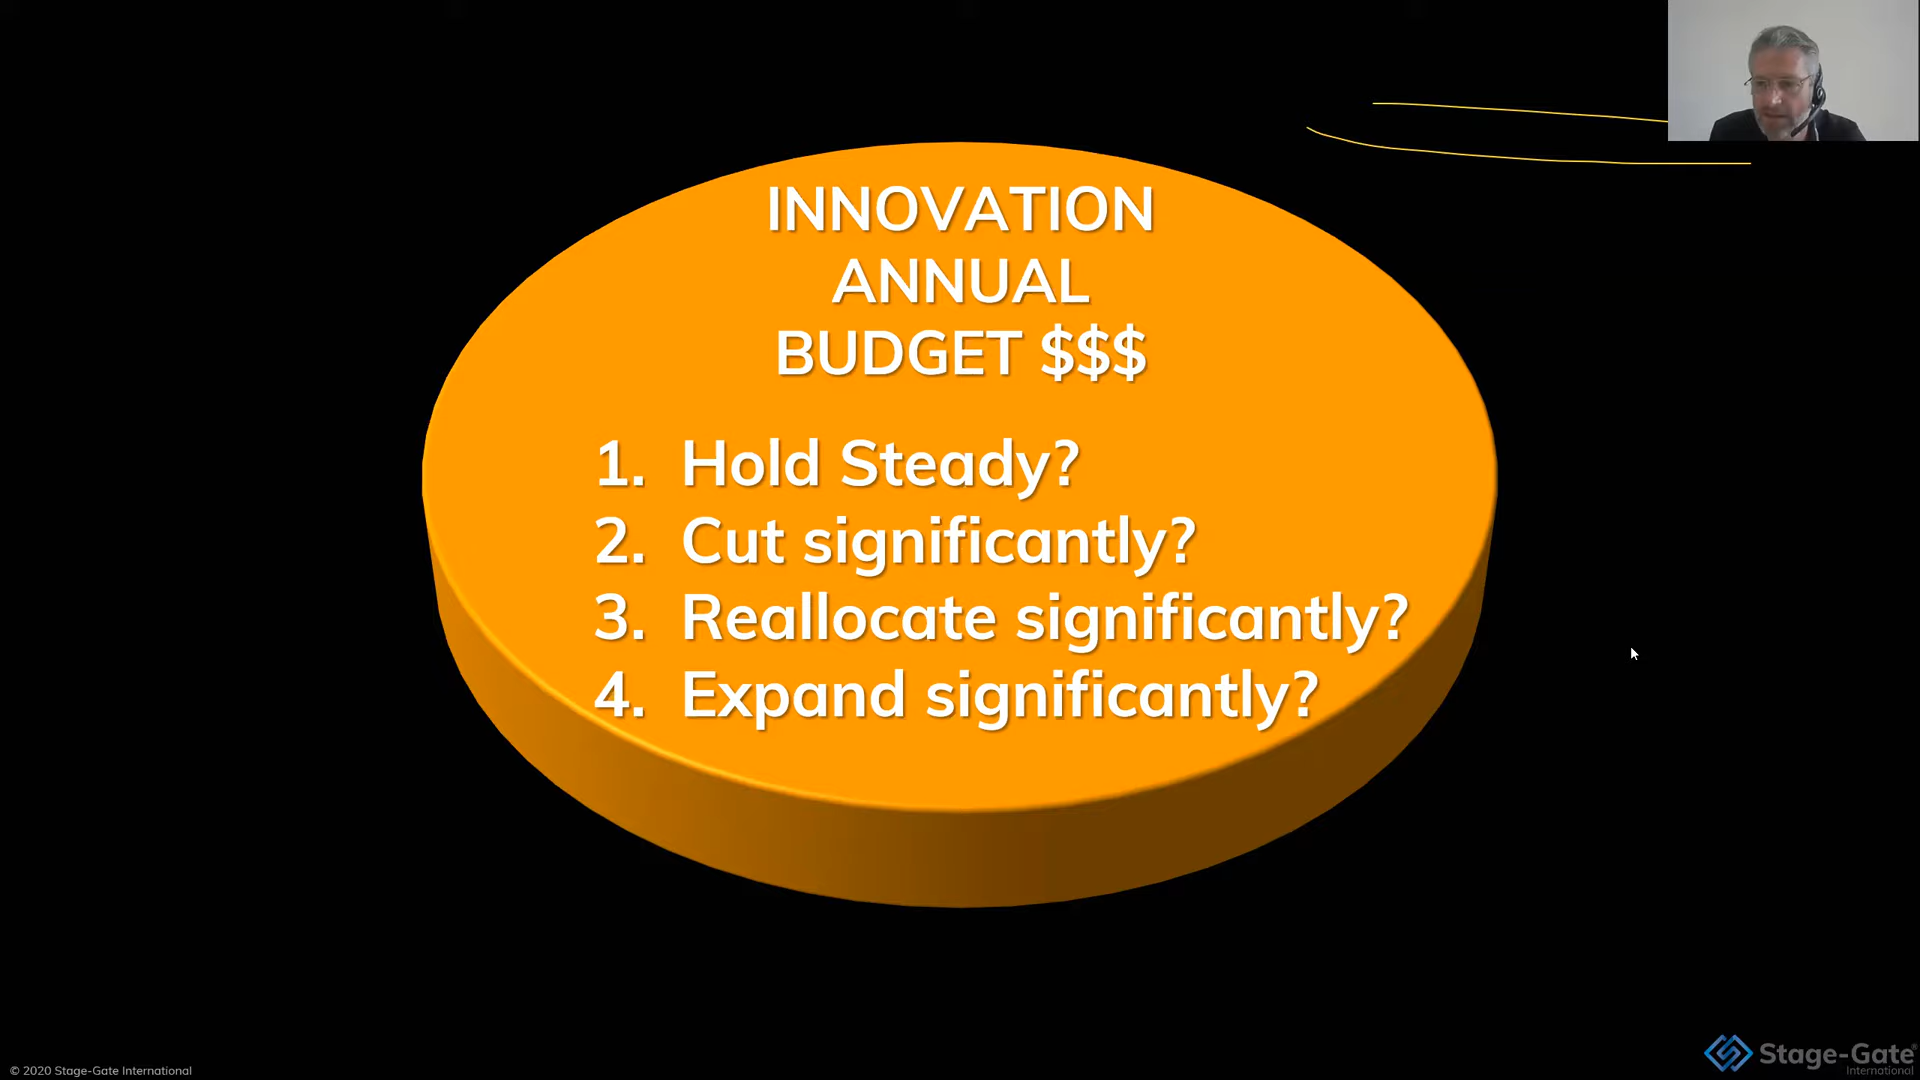 INNOVATION
ANNUAL
BUDGET $$$
1. Hold Steady?
2. Cut significantly?
3. Reallocate significantly?
4. Expand significantly?
© 2020 Stage-Gate International
Stage-Gate®
International